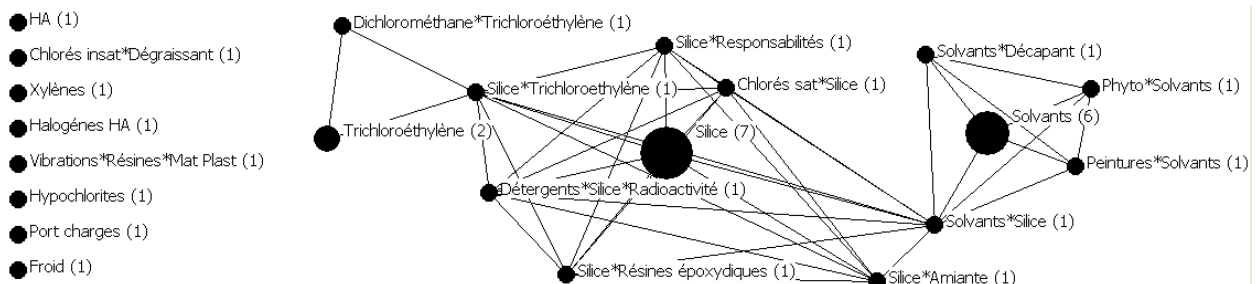 HA (1)
Chlorés insat*Dégraissant (1)
Xylènes (1)
Halogénes HA (1)
Vibrations*Résines*Mat Plast (1)
Hypochlorites (1)
Port charges (1)
Froid (1)
Dichlorométhane*Trichloroéthylène (1)
Silice*Trichloroethylène (1)
Trichloroéthylène (2)
Silice*Responsabilités (1)
Chlorés sat*Silice (1)
Silice (7)
Détergents*Silice*Radioactivité (1)
Silice*Résines époxydiques (1)
Silice*Amiante (1)
Solvants*Silice (1)
Solvants*Décapant (1)
Phyto*Solvants (1)
Solvants (6)
Peintures*Solvants (1)